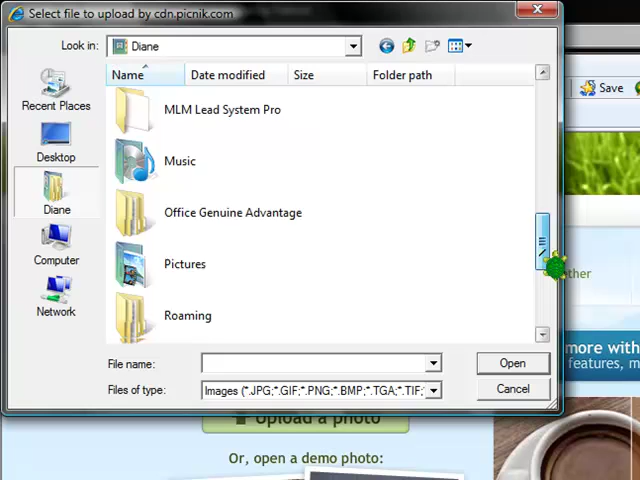 Select file to upload by cdn.picnik.com
Look in: Diane
Name Date modified Size Folder path
Save
Recent Places
Desktop
Diane
Computer
Network
MLM Lead System Pro
Music
Office Genuine Advantage
Pictures
Roaming
ther
more with
features, m
File name: Open
Files of type: Images (*.JPG;*.GIF;*.PNG;*.BMP;*.TGA;*.TIF; Cancel
Upload a photo
Or, open a demo photo: